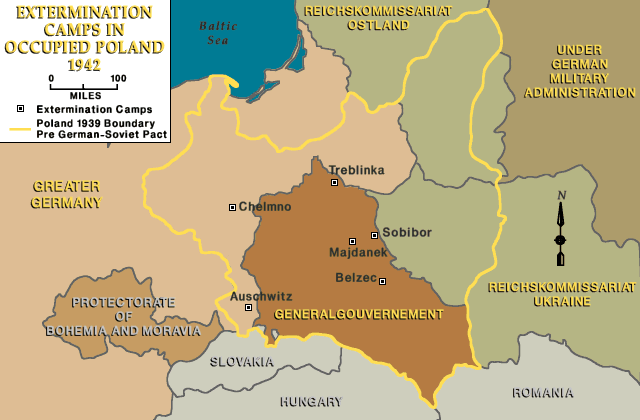 EXTERMINATION
CAMPS IN
OCCUPIED POLAND
1942
0 50 100
MILES
Extermination Camps
Poland 1939 Boundary
Pre German-Soviet Pact
Baltic
Sea
REICHSKOMMISSARIAT
OSTLAND
UNDER
GERMAN
MILITARY
ADMINISTRATION
GREATER
GERMANY
Treblinka
Chelmno
Sobibor
Majdanek
Belzec
Auschwitz
GENERALGOUVERNEMENT
N
REICHSKOMMISSARIAT
UKRAINE
PROTECTORATE
OF
BOHEMIA AND MORAVIA
SLOVAKIA
HUNGARY
ROMANIA